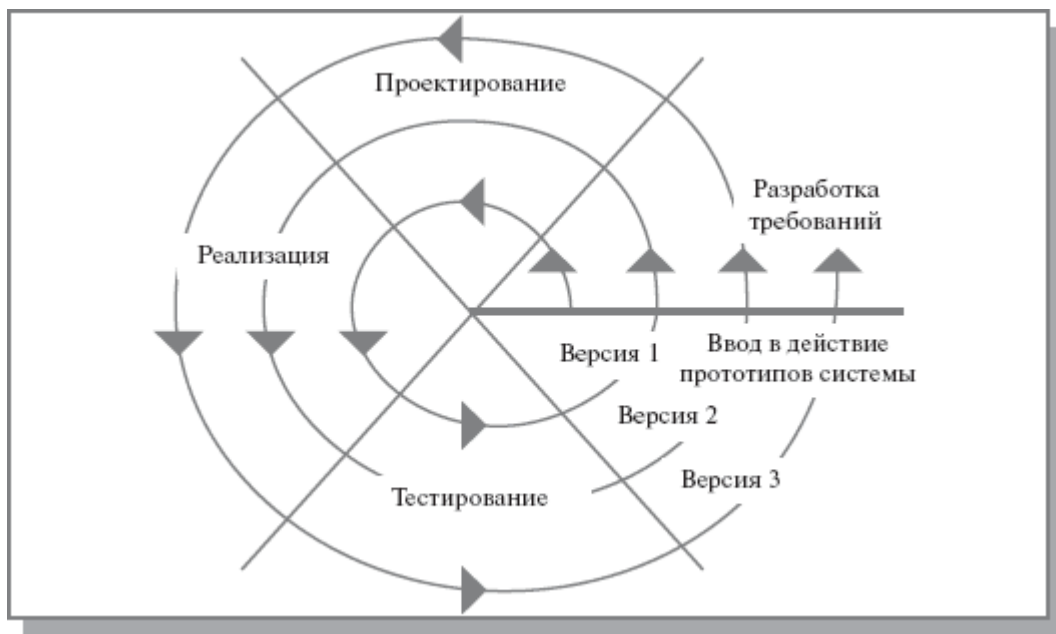 Проектирование
Разработка
требований
Реализация
Версия 1
Ввод в действие
прототипов системы
Версия 2
Версия 3
Тестирование